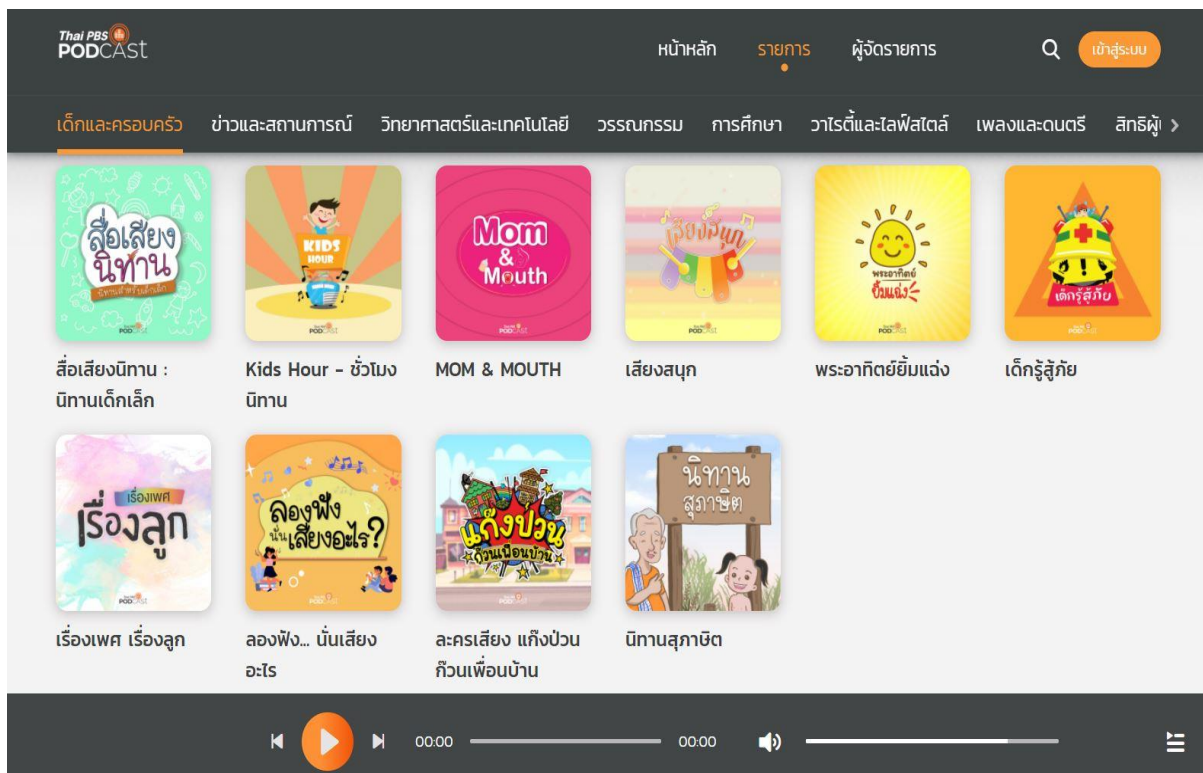 Thai PBS
PODCAST
หน้าหลัก รายการ ผู้จัดรายการ เข้าสู่ระบบ
เด็กและครอบครัว ข่าวและสถานการณ์ วิทยาศาสตร์และเทคโนโลยี วรรณกรรม การศึกษา วาไรตี้และไลฟ์สไตล์ เพลงและดนตรี
สื่อเสียง
นิทาน
นิทานสำหรับเด็กเล็ก
KIDS
HOUR
Mom
&
Mouth
เสียงสนุก
พระอาทิตย์
ยิ้มแฉ่ง
เด็กรู้สู้ภัย
สื่อเสียงนิทาน :
นิทานเด็กเล็ก
Kids Hour - ชั่วโมง
นิทาน
MOM & MOUTH
เสียงสนุก
พระอาทิตย์ยิ้มแฉ่ง
เด็กรู้สู้ภัย
เรื่องเพศ
เรื่องลูก
ลองฟัง
นั่นเสียงอะไร?
แก๊งป่วน
ก๊วนเพื่อนบ้าน
นิทาน
สุภาษิต
เรื่องเพศ เรื่องลูก
ลองฟัง... นั่นเสียง
อะไร
ละครเสียง แก๊งป่วน
ก๊วนเพื่อนบ้าน
นิทานสุภาษิต
00:00 00:00